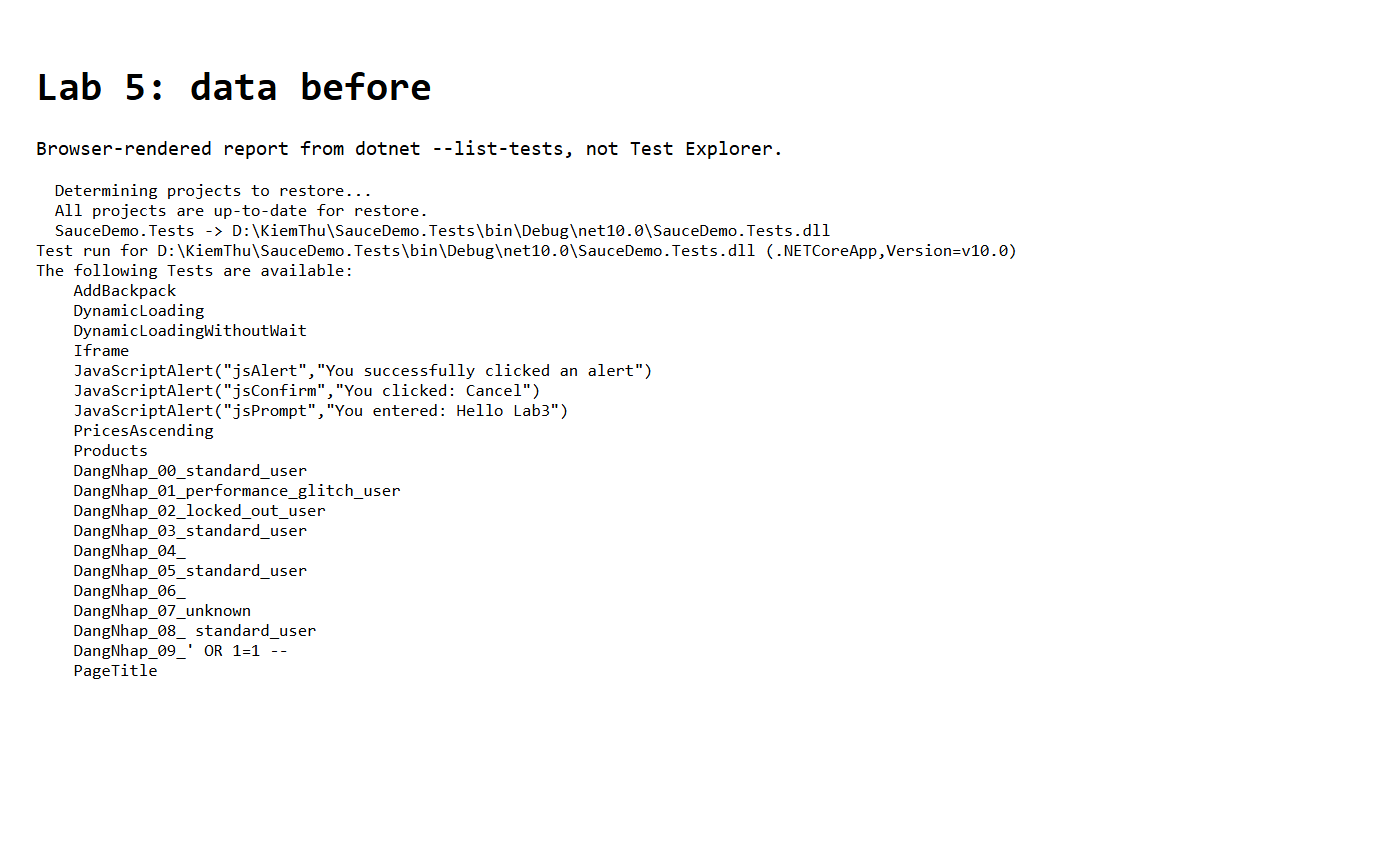 Lab 5: data before
Browser-rendered report from dotnet --list-tests, not Test Explorer.
Determining projects to restore...
All projects are up-to-date for restore.
SauceDemo.Tests -> D:\KiemThu\SauceDemo.Tests\bin\Debug\net10.0\SauceDemo.Tests.dll
Test run for D:\KiemThu\SauceDemo.Tests\bin\Debug\net10.0\SauceDemo.Tests.dll (.NETCoreApp,Version=v10.0)
The following Tests are available:
AddBackpack
DynamicLoading
DynamicLoadingWithoutWait
Iframe
JavaScriptAlert("jsAlert","You successfully clicked an alert")
JavaScriptAlert("jsConfirm","You clicked: Cancel")
JavaScriptAlert("jsPrompt","You entered: Hello Lab3")
PricesAscending
Products
DangNhap_00_standard_user
DangNhap_01_performance_glitch_user
DangNhap_02_locked_out_user
DangNhap_03_standard_user
DangNhap_04_
DangNhap_05_standard_user
DangNhap_06_
DangNhap_07_unknown
DangNhap_08_ standard_user
DangNhap_09_' OR 1=1 --
PageTitle